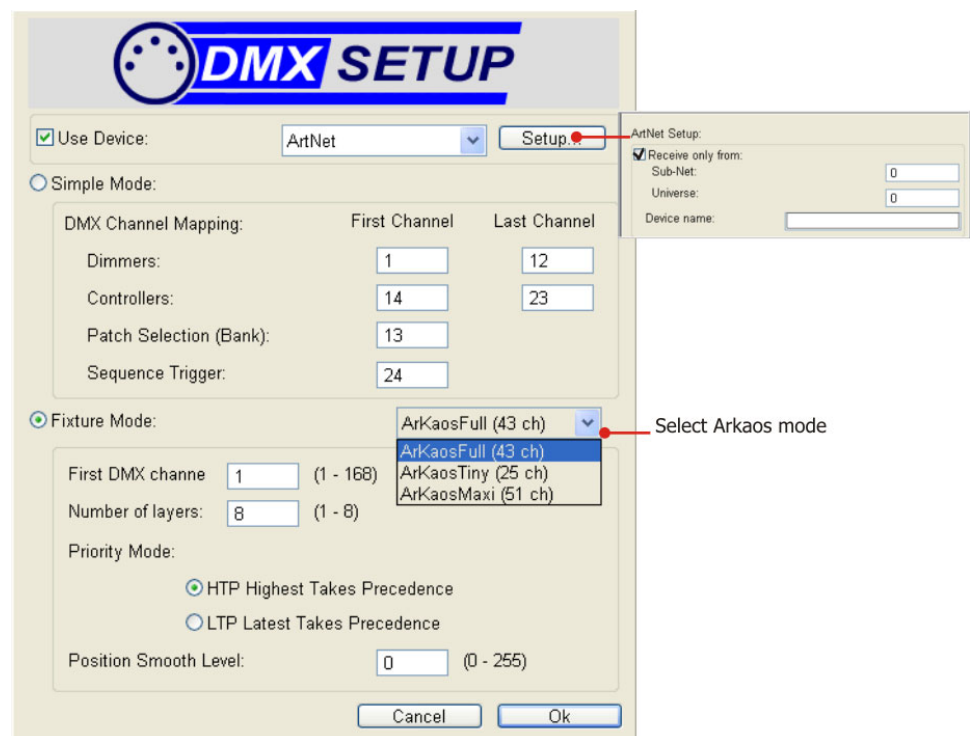 DMX SETUP
Use Device: ArtNet Setup...
Simple Mode:
DMX Channel Mapping: First Channel Last Channel
Dimmers: 1 12
Controllers: 14 23
Patch Selection (Bank): 13
Sequence Trigger: 24
Fixture Mode: ArKaosFull (43 ch)
ArKaosFull (43 ch)
ArKaosTiny (25 ch)
ArKaosMaxi (51 ch)
First DMX channe 1 (1 - 168)
Number of layers: 8 (1 - 8)
Priority Mode:
HTP Highest Takes Precedence
LTP Latest Takes Precedence
Position Smooth Level: 0 (0 - 255)
Cancel Ok
ArtNet Setup:
Receive only from:
Sub-Net: 0
Universe: 0
Device name:
Select Arkaos mode